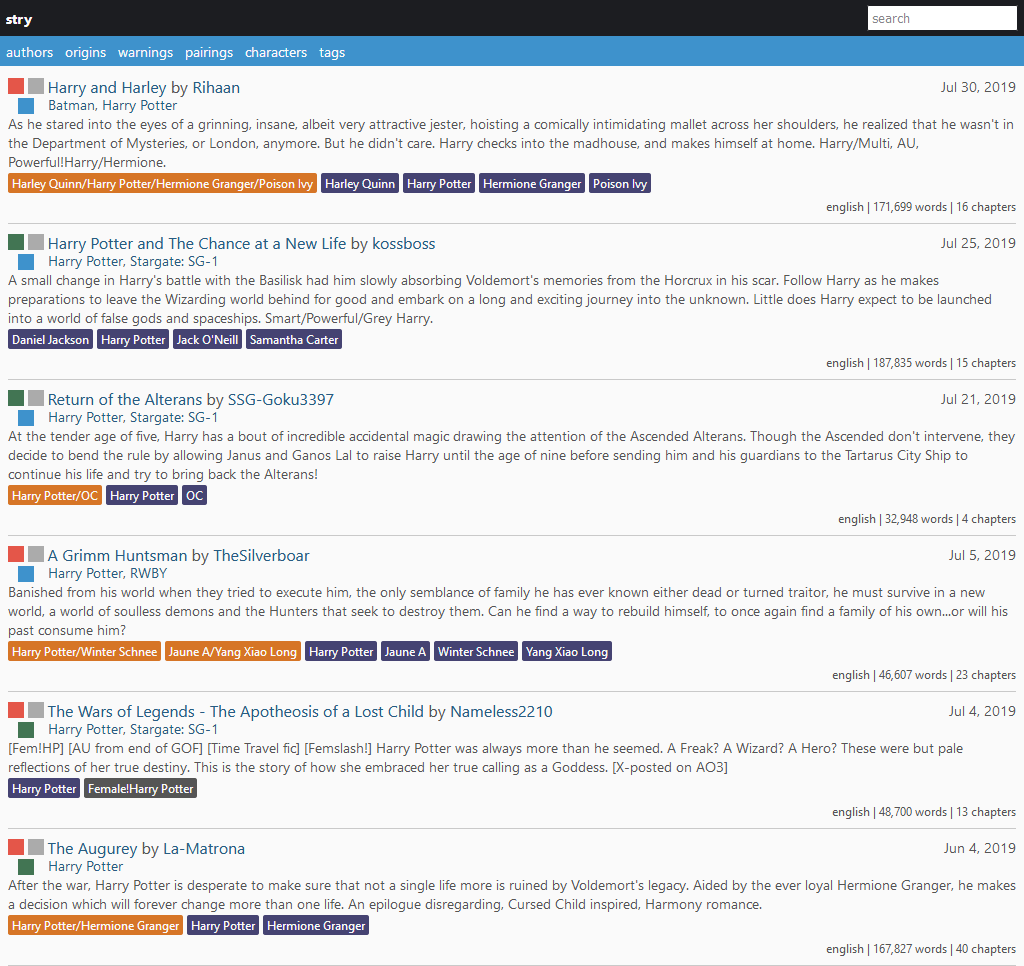 stry
search
authors origins warnings pairings characters tags
Harry and Harley by Rihaan Jul 30, 2019
Batman, Harry Potter
As he stared into the eyes of a grinning, insane, albeit very attractive jester, hoisting a comically intimidating mallet across her shoulders, he realized that he wasn't in
the Department of Mysteries, or London, anymore. But he didn't care. Harry checks into the madhouse, and makes himself at home. Harry/Multi, AU,
Powerful!Harry/Hermione.
Harley Quinn/Harry Potter/Hermione Granger/Poison Ivy Harley Quinn Harry Potter Hermione Granger Poison Ivy
english | 171,699 words | 16 chapters
Harry Potter and The Chance at a New Life by kossboss Jul 25, 2019
Harry Potter, Stargate: SG-1
A small change in Harry's battle with the Basilisk had him slowly absorbing Voldemort's memories from the Horcrux in his scar. Follow Harry as he makes
preparations to leave the Wizarding world behind for good and embark on a long and exciting journey into the unknown. Little does Harry expect to be launched
into a world of false gods and spaceships. Smart/Powerful/Grey Harry.
Daniel Jackson Harry Potter Jack O'Neill Samantha Carter
english | 187,835 words | 15 chapters
Return of the Alterans by SSG-Goku3397 Jul 21, 2019
Harry Potter, Stargate: SG-1
At the tender age of five, Harry has a bout of incredible accidental magic drawing the attention of the Ascended Alterans. Though the Ascended don't intervene, they
decide to bend the rule by allowing Janus and Ganos Lal to raise Harry until the age of nine before sending him and his guardians to the Tartarus City Ship to
continue his life and try to bring back the Alterans!
Harry Potter/OC Harry Potter OC
english | 32,948 words | 4 chapters
A Grimm Huntsman by TheSilverboar Jul 5, 2019
Harry Potter, RWBY
Banished from his world when they tried to execute him, the only semblance of family he has ever known either dead or turned traitor, he must survive in a new
world, a world of soulless demons and the Hunters that seek to destroy them. Can he find a way to rebuild himself, to once again find a family of his own...or will his
past consume him?
Harry Potter/Winter Schnee Jaune A/Yang Xiao Long Harry Potter Jaune A Winter Schnee Yang Xiao Long
english | 46,607 words | 23 chapters
The Wars of Legends - The Apotheosis of a Lost Child by Nameless2210 Jul 4, 2019
Harry Potter, Stargate: SG-1
[Fem!HP] [AU from end of GOF] [Time Travel fic] [Femslash!] Harry Potter was always more than he seemed. A Freak? A Wizard? A Hero? These were but pale
reflections of her true destiny. This is the story of how she embraced her true calling as a Goddess. [X-posted on AO3]
Harry Potter Female!Harry Potter
english | 48,700 words | 13 chapters
The Augurey by La-Matrona Jun 4, 2019
Harry Potter
After the war, Harry Potter is desperate to make sure that not a single life more is ruined by Voldemort's legacy. Aided by the ever loyal Hermione Granger, he makes
a decision which will forever change more than one life. An epilogue disregarding, Cursed Child inspired, Harmony romance.
Harry Potter/Hermione Granger Harry Potter Hermione Granger
english | 167,827 words | 40 chapters